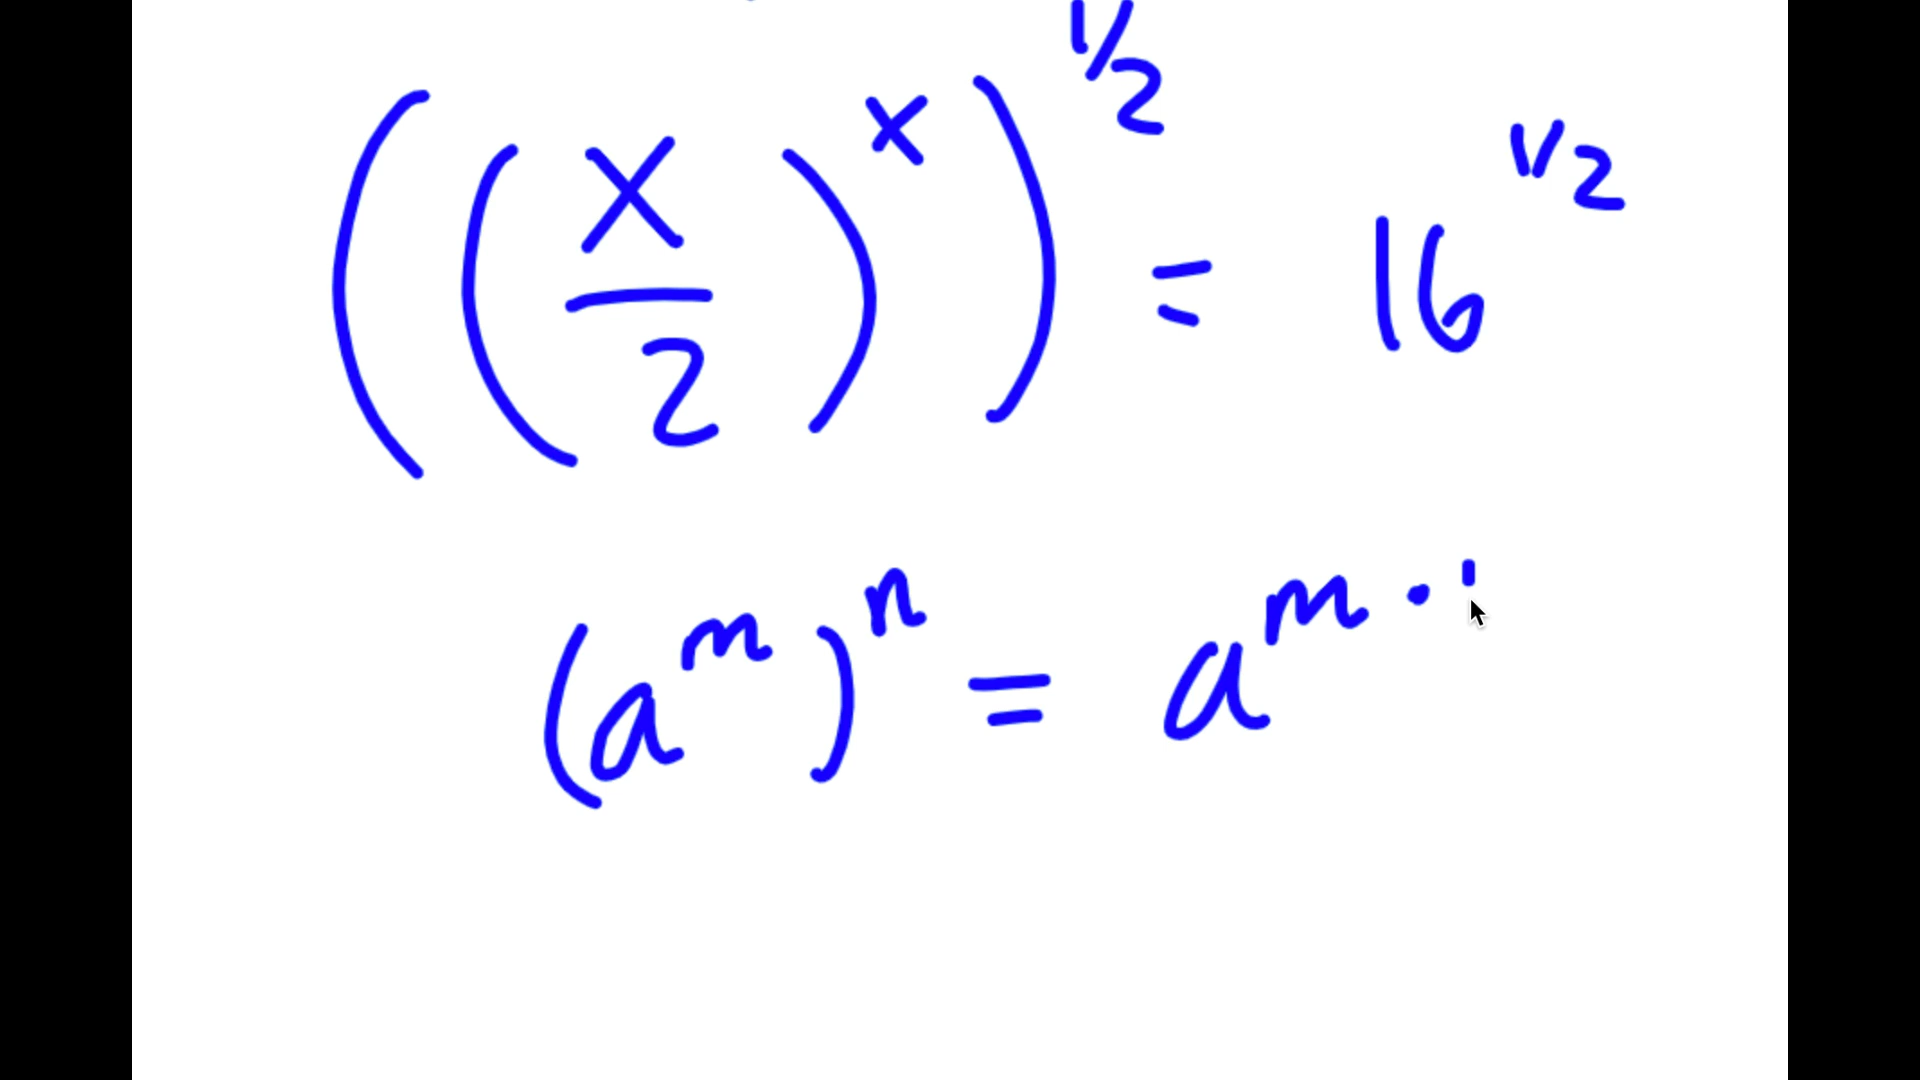 ((x/2)^x)^1/2 = 16^1/2
(a^m)^n = a^m ·